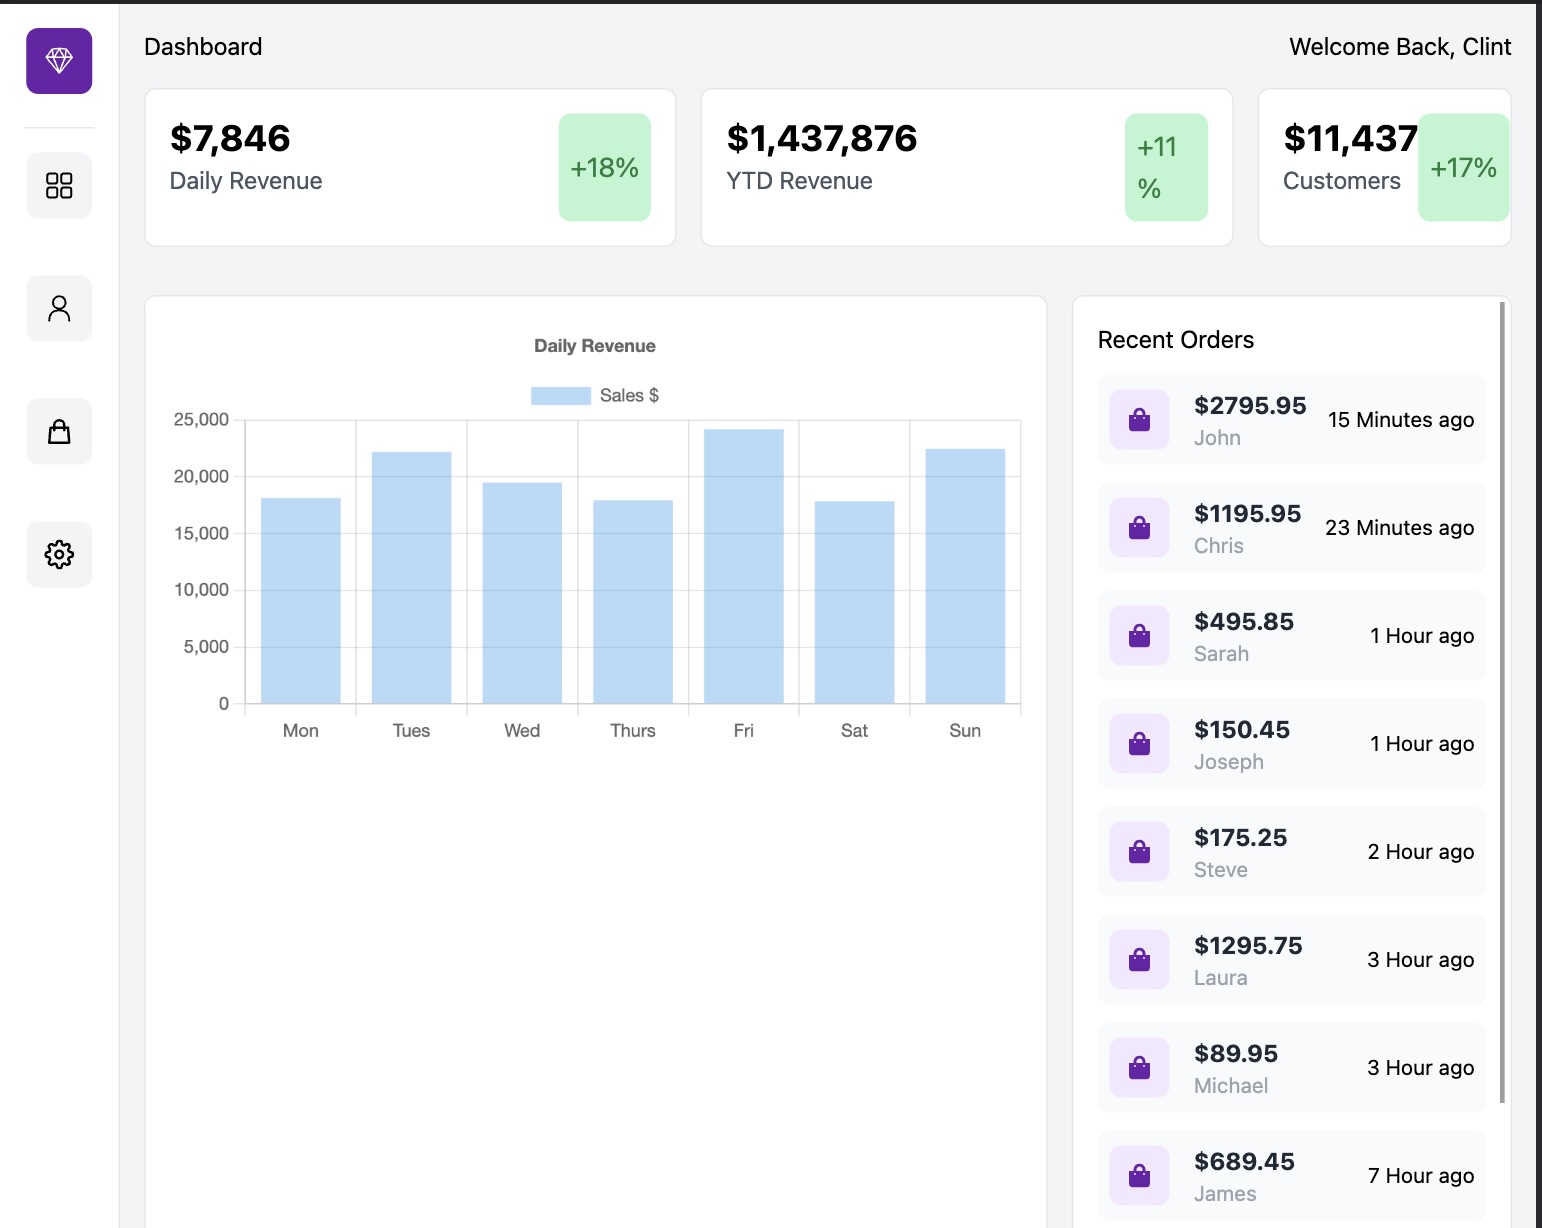 Dashboard
Welcome Back, Clint
$7,846
Daily Revenue
+18%
$1,437,876
YTD Revenue
+11
%
$11,437
Customers
+17%
Daily Revenue
Sales $
25,000
20,000
15,000
10,000
5,000
0
Mon Tues Wed Thurs Fri Sat Sun
Recent Orders
$2795.95
John
15 Minutes ago
$1195.95
Chris
23 Minutes ago
$495.85
Sarah
1 Hour ago
$150.45
Joseph
1 Hour ago
$175.25
Steve
2 Hour ago
$1295.75
Laura
3 Hour ago
$89.95
Michael
3 Hour ago
$689.45
James
7 Hour ago